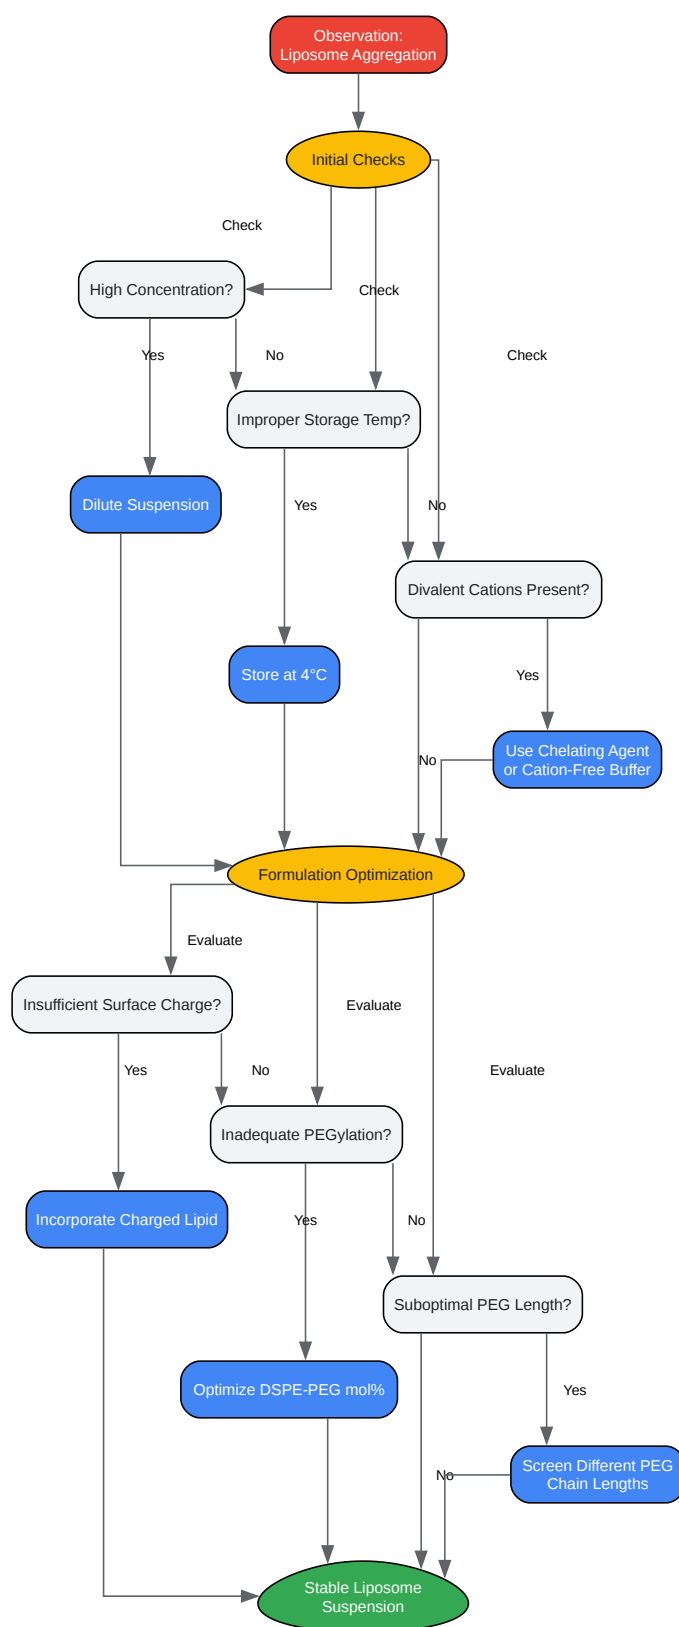 Observation:
Liposome Aggregation
Initial Checks
Check
High Concentration?
Check
Yes
No
Check
Improper Storage Temp?
Dilute Suspension
Yes
No
Divalent Cations Present?
Store at 4°C
Yes
Use Chelating Agent
or Cation-Free Buffer
No
Formulation Optimization
Evaluate
Insufficient Surface Charge?
Evaluate
Yes
No
Evaluate
Inadequate PEGylation?
Incorporate Charged Lipid
Yes
No
Suboptimal PEG Length?
Optimize DSPE-PEG mol%
Yes
Screen Different PEG
Chain Lengths
No
Stable Liposome
Suspension